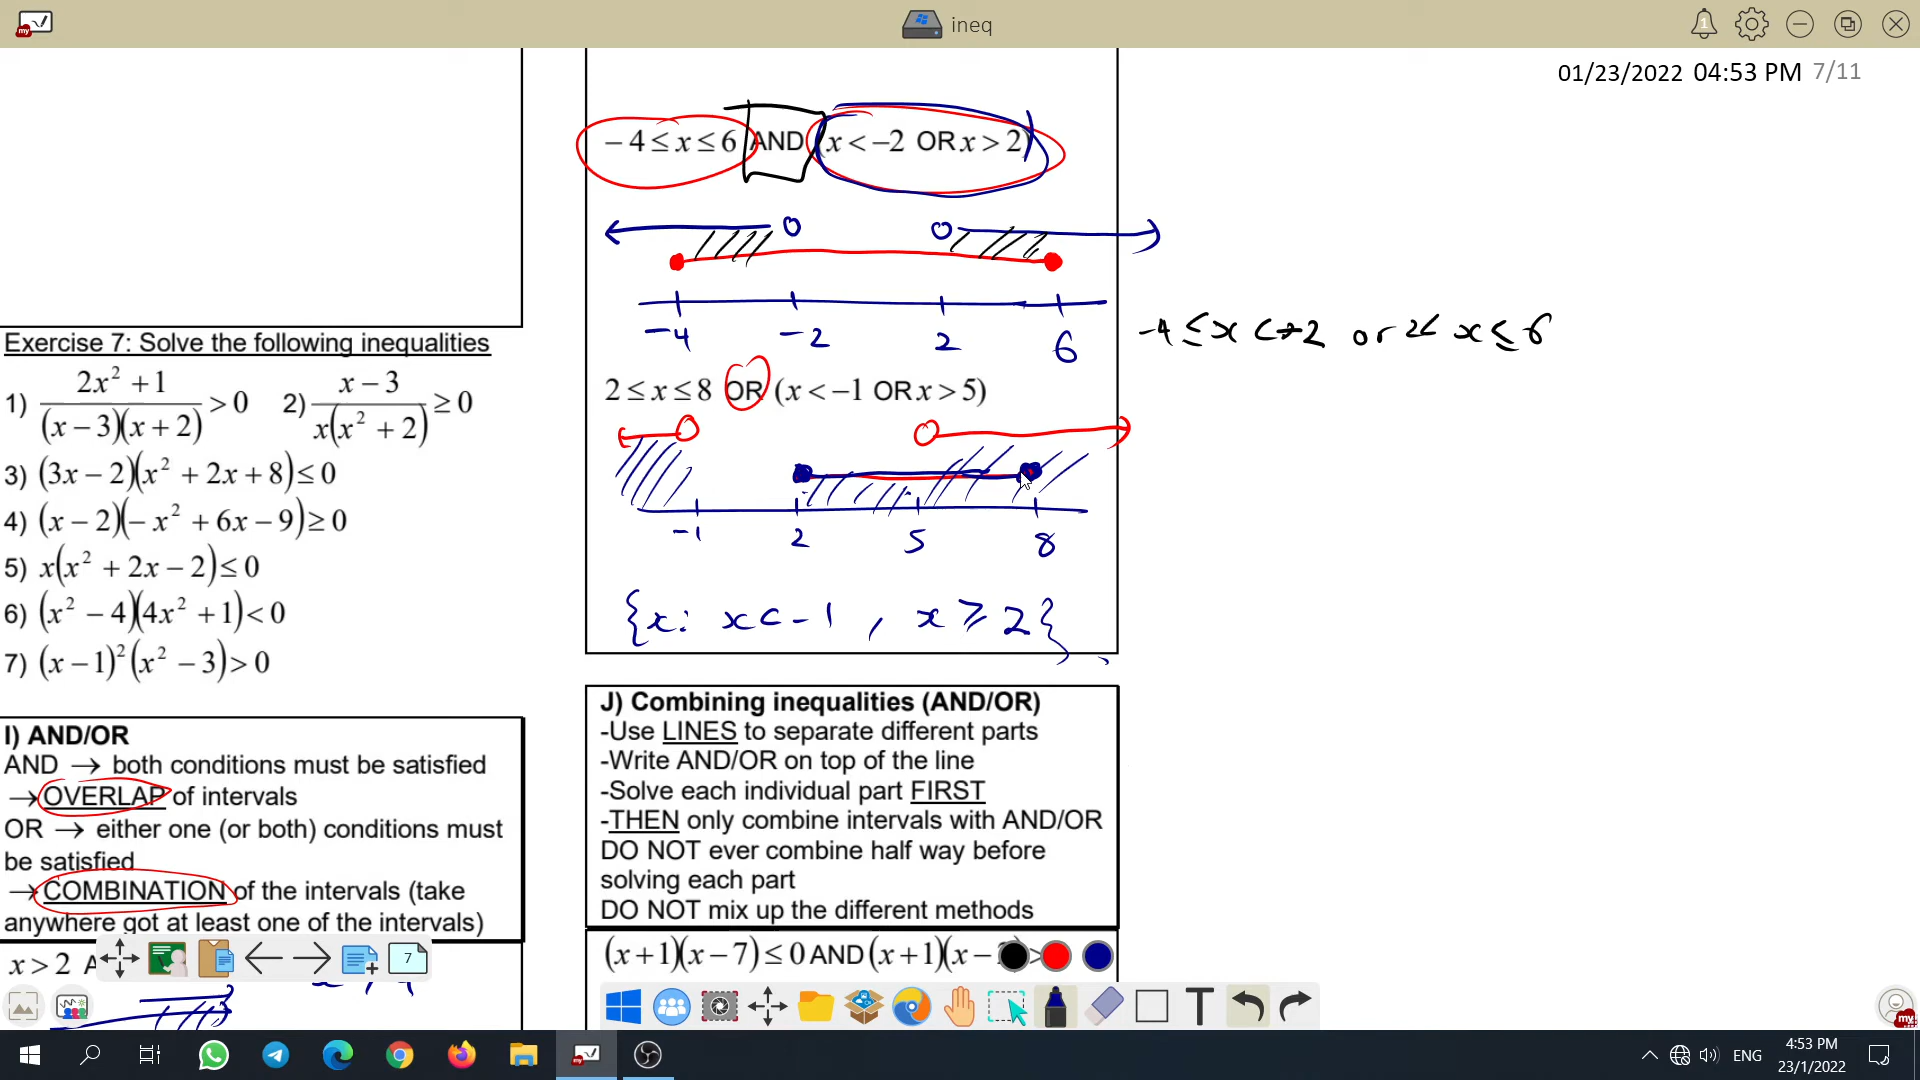 ineq
01/23/2022 04:53 PM 7/11
Exercise 7: Solve the following inequalities
1) (2x² + 1)/((x − 3)(x + 2)) > 0 2) (x − 3)/(x(x² + 2)) ≥ 0
3) (3x − 2)(x² + 2x + 8) ≤ 0
4) (x − 2)(− x² + 6x − 9) ≥ 0
5) x(x² + 2x − 2) ≤ 0
6) (x² − 4)(4x² + 1) < 0
7) (x − 1)²(x² − 3) > 0
I) AND/OR
AND → both conditions must be satisfied
→ OVERLAP of intervals
OR → either one (or both) conditions must
be satisfied
→ COMBINATION of the intervals (take
anywhere got at least one of the intervals)
x > 2 A
− 4 ≤ x ≤ 6 AND (x < −2 OR x > 2)
−4 −2 2 6
-4 ≤ x < -2 or 2 < x ≤ 6
2 ≤ x ≤ 8 OR (x < −1 OR x > 5)
-1 2 5 8
{x: x < -1 , x ≥ 2}
J) Combining inequalities (AND/OR)
-Use LINES to separate different parts
-Write AND/OR on top of the line
-Solve each individual part FIRST
-THEN only combine intervals with AND/OR
DO NOT ever combine half way before
solving each part
DO NOT mix up the different methods
(x + 1)(x − 7) ≤ 0 AND (x + 1)(x −
7
T
my
my
1
ENG
4:53 PM
23/1/2022